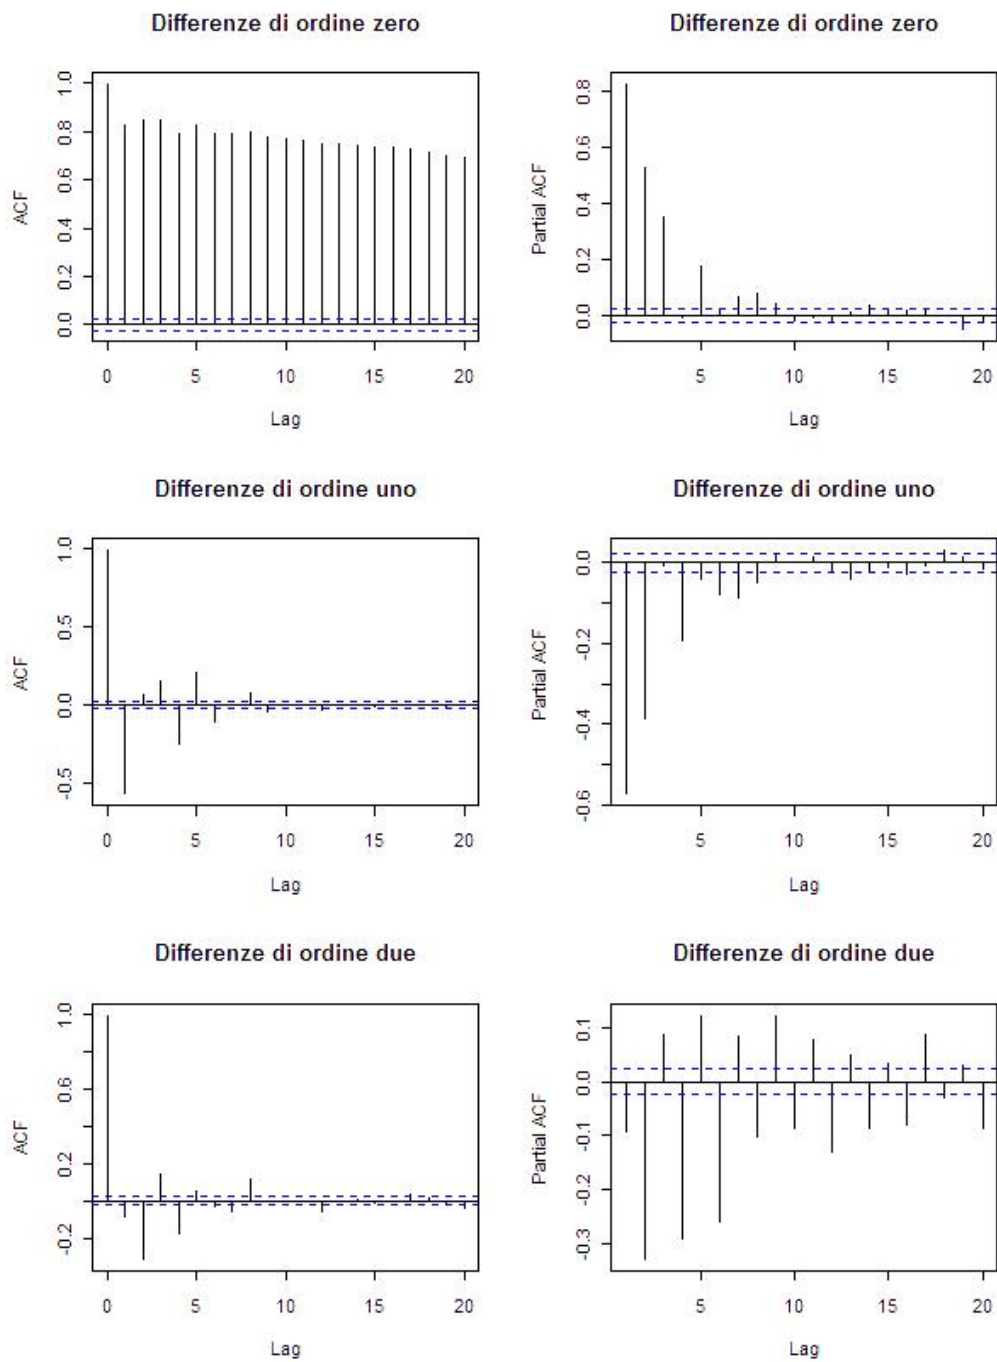 Differenze di ordine zero
ACF
1.0
0.8
0.6
0.4
0.2
0.0
0 5 10 15 20
Lag
Differenze di ordine zero
Partial ACF
0.8
0.6
0.4
0.2
0.0
5 10 15 20
Lag
Differenze di ordine uno
ACF
1.0
0.5
0.0
-0.5
0 5 10 15 20
Lag
Differenze di ordine uno
Partial ACF
0.0
-0.2
-0.4
-0.6
5 10 15 20
Lag
Differenze di ordine due
ACF
1.0
0.6
0.2
-0.2
0 5 10 15 20
Lag
Differenze di ordine due
Partial ACF
0.1
0.0
-0.1
-0.2
-0.3
5 10 15 20
Lag